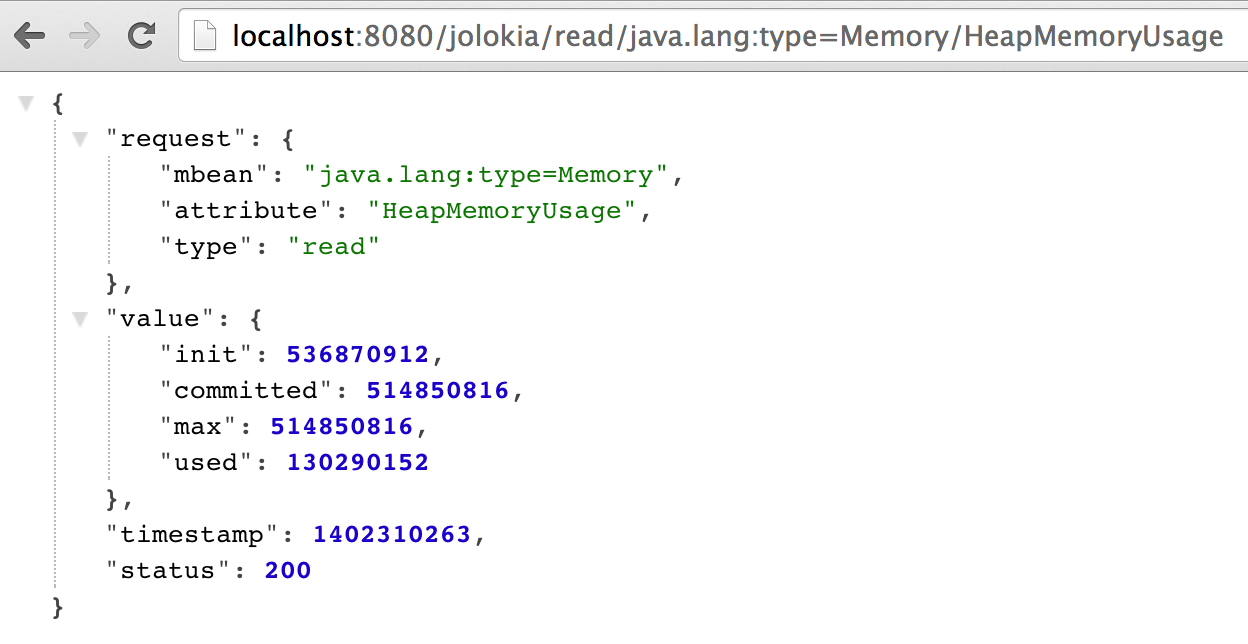 localhost:8080/jolokia/read/java.lang:type=Memory/HeapMemoryUsage
{
"request": {
"mbean": "java.lang:type=Memory",
"attribute": "HeapMemoryUsage",
"type": "read"
},
"value": {
"init": 536870912,
"committed": 514850816,
"max": 514850816,
"used": 130290152
},
"timestamp": 1402310263,
"status": 200
}